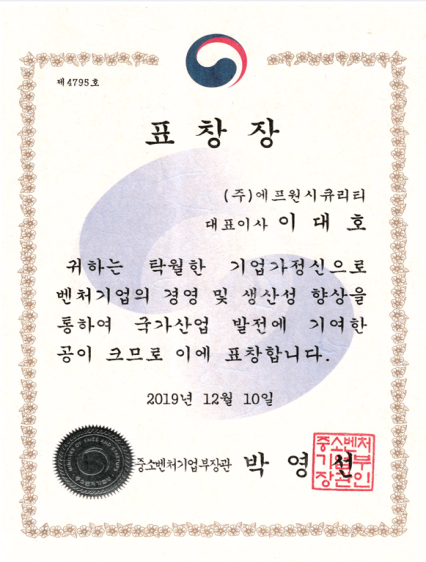 제 4795 호
표 창 장
(주)에프원시큐리티
대표이사 이 대 호
귀하는 탁월한 기업가정신으로
벤처기업의 경영 및 생산성 향상을
통하여 국가산업 발전에 기여한
공이 크므로 이에 표창합니다.
2019년 12월 10일
중소벤처기업부장관 박 영 선
중소벤처
기업부
장관인